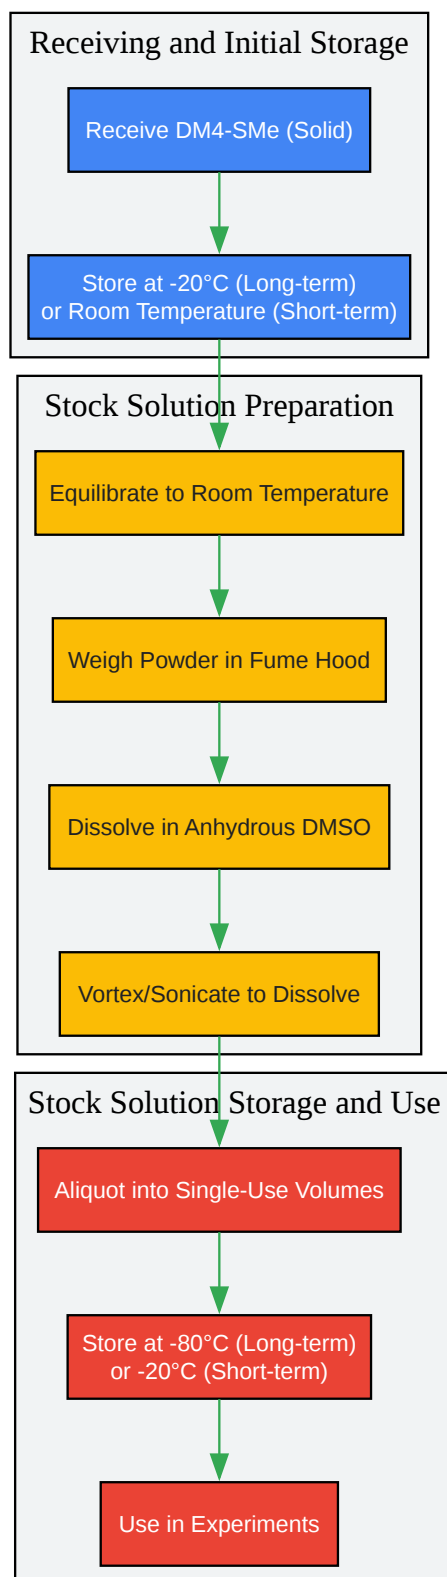 Receiving and Initial Storage
Receive DM4-SMe (Solid)
Store at -20°C (Long-term)
or Room Temperature (Short-term)
Stock Solution Preparation
Equilibrate to Room Temperature
Weigh Powder in Fume Hood
Dissolve in Anhydrous DMSO
Vortex/Sonicate to Dissolve
Stock Solution Storage and Use
Aliquot into Single-Use Volumes
Store at -80°C (Long-term)
or -20°C (Short-term)
Use in Experiments